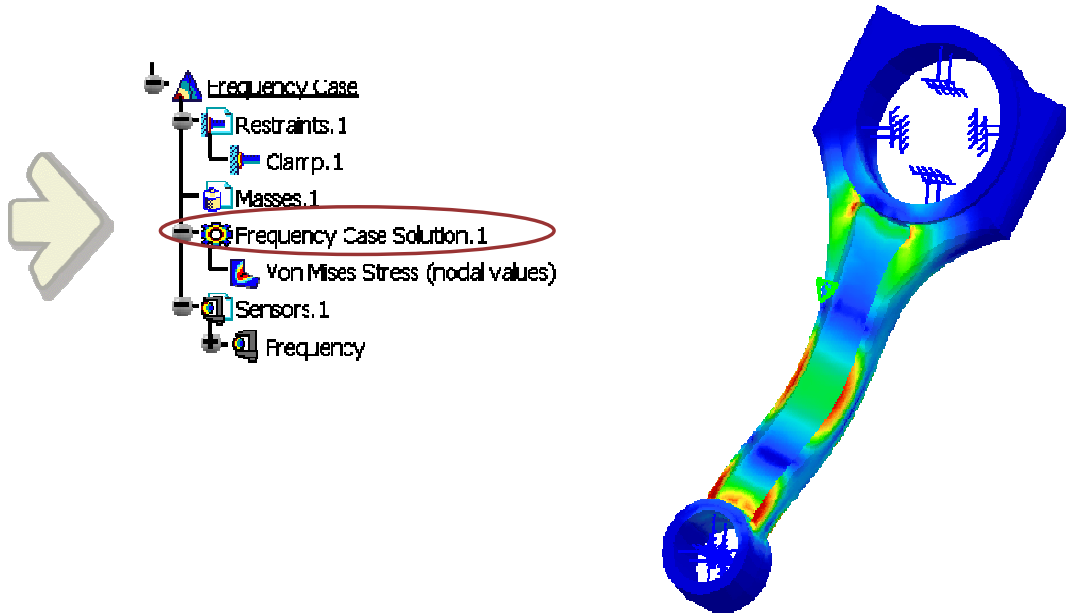 Frequency Case
Restraints.1
Clamp.1
Masses.1
Frequency Case Solution.1
Von Mises Stress (nodal values)
Sensors.1
Frequency